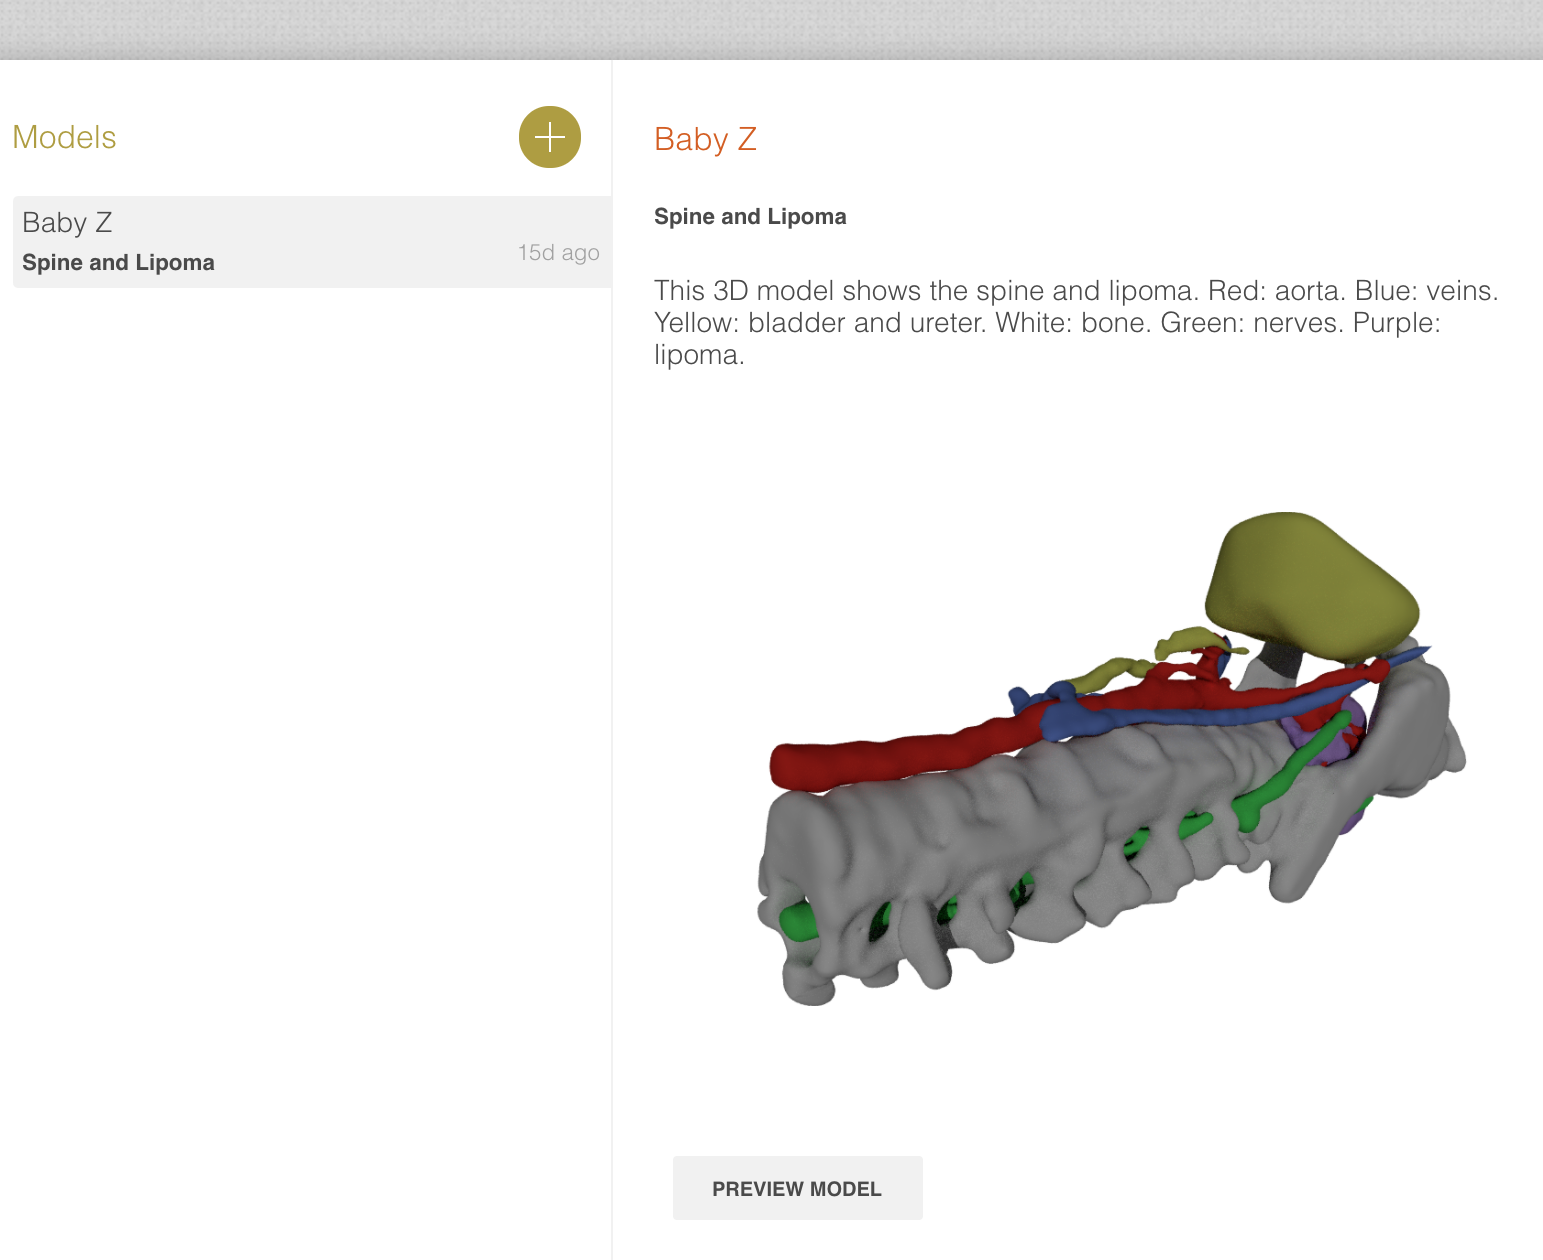 Models
Baby Z
Spine and Lipoma
15d ago
Baby Z
Spine and Lipoma
This 3D model shows the spine and lipoma. Red: aorta. Blue: veins.
Yellow: bladder and ureter. White: bone. Green: nerves. Purple:
lipoma.
PREVIEW MODEL